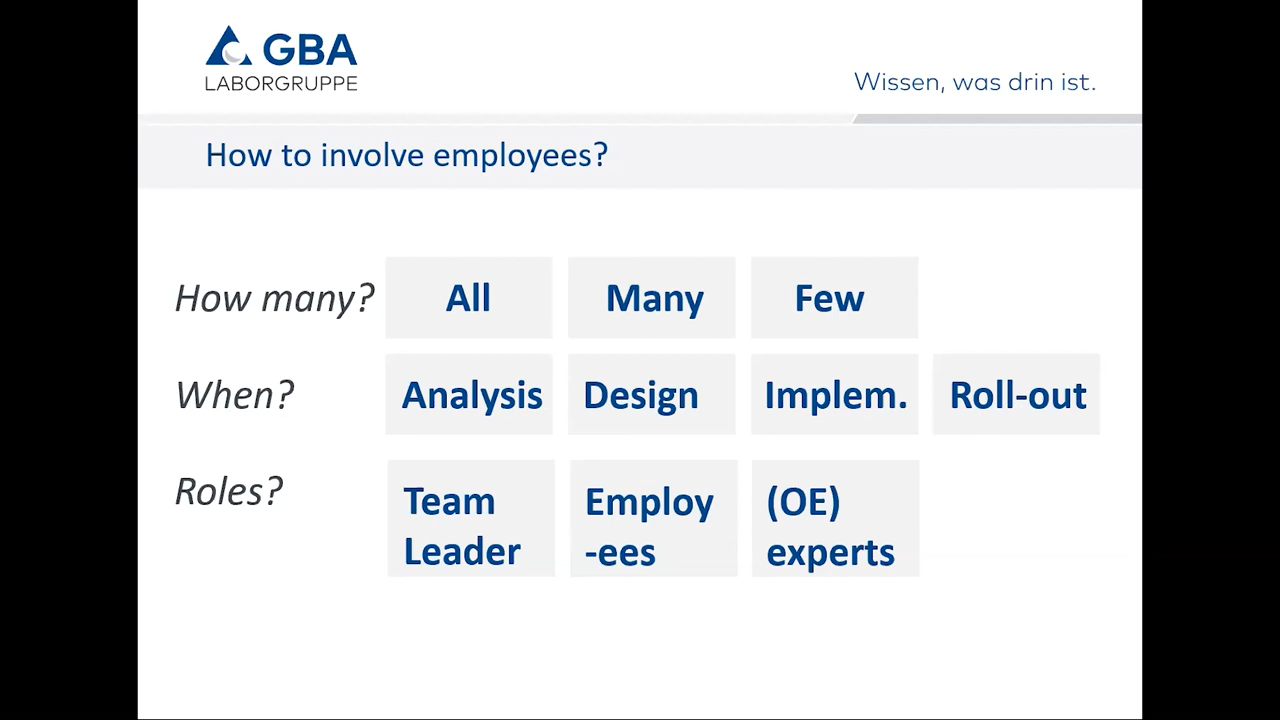 GBA
LABORGRUPPE
Wissen, was drin ist.
How to involve employees?
How many? All Many Few
When? Analysis Design Implem. Roll-out
Roles? Team Employ (OE)
Leader -ees experts